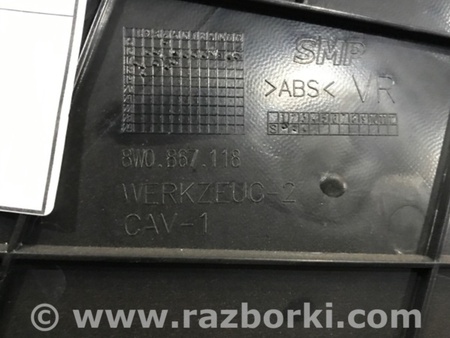 SMP
>ABS< VR
8W0.867.118
WERKZEUG-2
CAV-1
© www.razborki.com